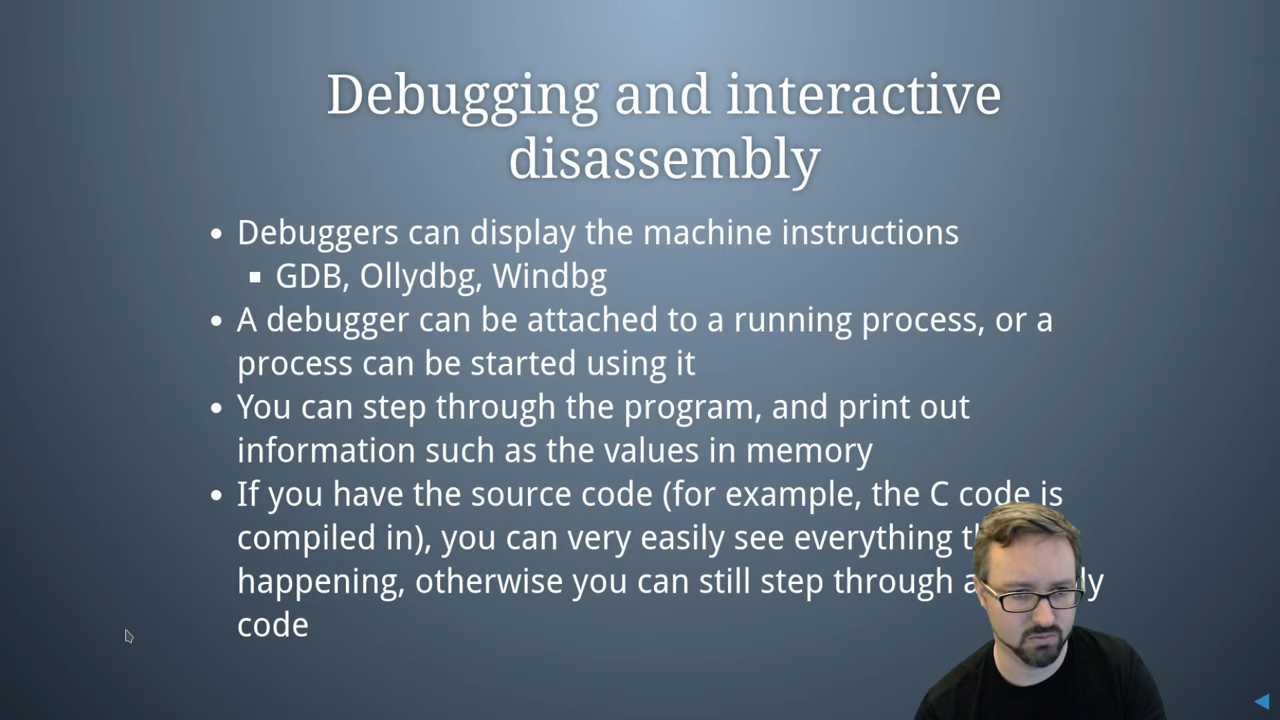 Debugging and interactive
disassembly
• Debuggers can display the machine instructions
▪ GDB, Ollydbg, Windbg
• A debugger can be attached to a running process, or a
process can be started using it
• You can step through the program, and print out
information such as the values in memory
• If you have the source code (for example, the C code is
compiled in), you can very easily see everything
happening, otherwise you can still step through
code